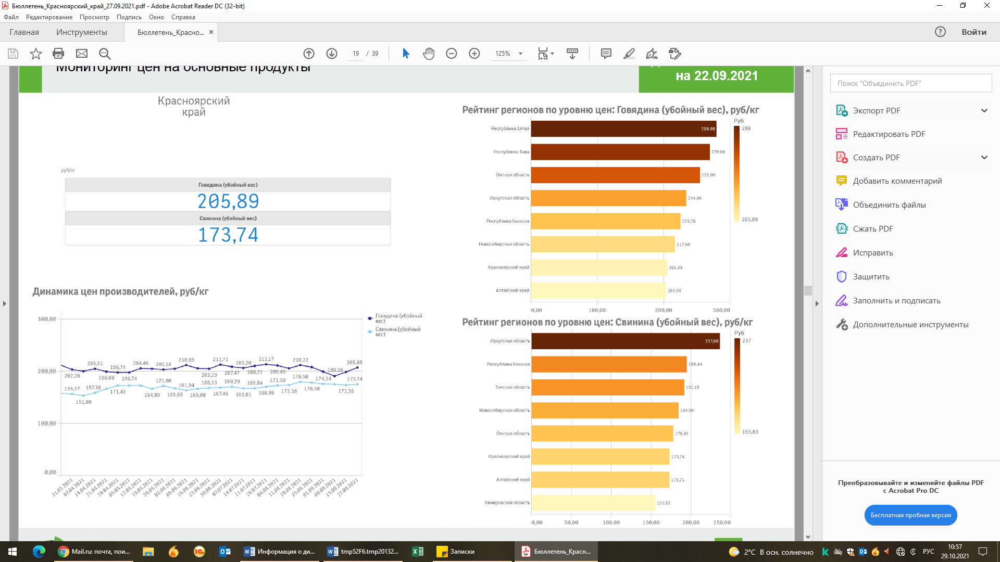 Бюллетень_Красноярский_край_27.09.2021.pdf - Adobe Acrobat Reader DC (32-bit)
Файл Редактирование Просмотр Подпись Окно Справка
Главная Инструменты Бюллетень_Красно... × Войти
19 / 39 125%
Мониторинг цен на основные продукты
на 22.09.2021
Красноярский
край
руб/кг
Говядина (убойный вес)
205,89
Свинина (убойный вес)
173,74
Динамика цен производителей, руб/кг
300,00
200,00
100,00
0,00
Говядина (убойный
вес)
Свинина (убойный
вес)
202,26
203,51
198,08
196,74
196,74
204,46
202,14
210,69
203,29
211,71
207,47
205,20
208,72
212,17
209,49
210,22
189,20
205,89
155,37
151,80
157,58
171,43
164,89
171,00
165,65
161,94
165,08
166,53
167,46
169,29
165,81
165,84
168,99
171,59
172,38
178,50
176,58
174,34
172,56
173,74
31.03.2021
07.04.2021
14.04.2021
21.04.2021
28.04.2021
05.05.2021
12.05.2021
19.05.2021
26.05.2021
02.06.2021
09.06.2021
16.06.2021
23.06.2021
30.06.2021
07.07.2021
14.07.2021
21.07.2021
28.07.2021
04.08.2021
11.08.2021
18.08.2021
25.08.2021
01.09.2021
08.09.2021
15.09.2021
22.09.2021
Рейтинг регионов по уровню цен: Говядина (убойный вес), руб/кг
Республика Алтай 280,00
Республика Тыва 270,00
Омская область 255,00
Иркутская область 234,49
Республика Хакасия 225,78
Новосибирская область 217,50
Красноярский край 205,89
Алтайский край 203,89
0,00 100,00 200,00 300,00
Руб
280
203,89
Рейтинг регионов по уровню цен: Свинина (убойный вес), руб/кг
Иркутская область 237,00
Республика Хакасия 195,44
Томская область 192,10
Новосибирская область 184,90
Омская область 178,45
Красноярский край 173,74
Алтайский край 173,71
Кемеровская область 155,83
0,00 50,00 100,00 150,00 200,00 250,00
Руб
237
155,83
Поиск "Объединить PDF"
Экспорт PDF
Редактировать PDF
Создать PDF
Добавить комментарий
Объединить файлы
Сжать PDF
Исправить
Защитить
Заполнить и подписать
Дополнительные инструменты
Преобразовывайте и изменяйте файлы PDF
с Acrobat Pro DC
Бесплатная пробная версия
Mail.ru: почта, пои...
Информация о ди...
tmp52F6.tmp20132...
Записки
Бюллетень_Красн...
2°C В осн. солнечно
РУС
10:57
29.10.2021